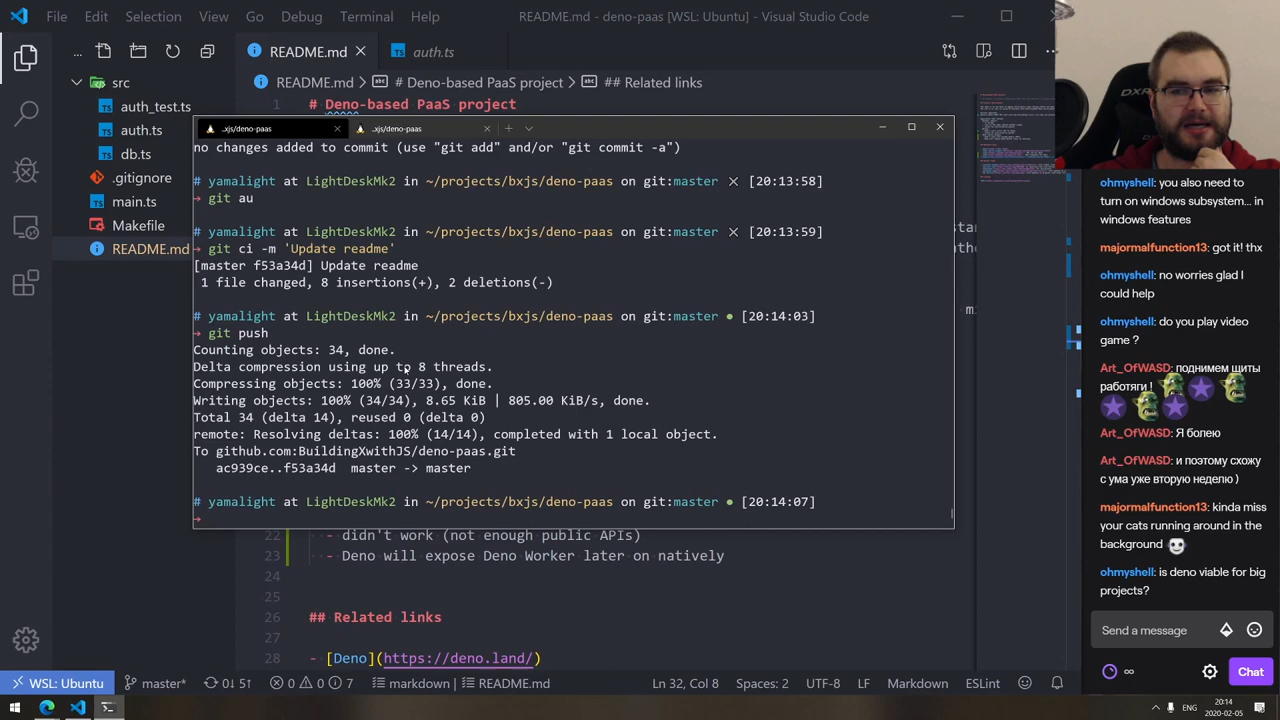 File Edit Selection View Go Debug Terminal Help
README.md - deno-paas [WSL: Ubuntu] - Visual Studio Code
...
src
auth_test.ts
auth.ts
db.ts
.gitignore
main.ts
Makefile
README.md
README.md
auth.ts
README.md > # Deno-based PaaS project > ## Related links
1 # Deno-based PaaS project
..xjs/deno-paas
..xjs/deno-paas
no changes added to commit (use "git add" and/or "git commit -a")
# yamalight at LightDeskMk2 in ~/projects/bxjs/deno-paas on git:master ✕ [20:13:58]
→ git au
# yamalight at LightDeskMk2 in ~/projects/bxjs/deno-paas on git:master ✕ [20:13:59]
→ git ci -m 'Update readme'
[master f53a34d] Update readme
1 file changed, 8 insertions(+), 2 deletions(-)
# yamalight at LightDeskMk2 in ~/projects/bxjs/deno-paas on git:master ● [20:14:03]
→ git push
Counting objects: 34, done.
Delta compression using up to 8 threads.
Compressing objects: 100% (33/33), done.
Writing objects: 100% (34/34), 8.65 KiB | 805.00 KiB/s, done.
Total 34 (delta 14), reused 0 (delta 0)
remote: Resolving deltas: 100% (14/14), completed with 1 local object.
To github.com:BuildingXwithJS/deno-paas.git
ac939ce..f53a34d master -> master
# yamalight at LightDeskMk2 in ~/projects/bxjs/deno-paas on git:master ● [20:14:07]
→
22 - didn't work (not enough public APIs)
23 - Deno will expose Deno Worker later on natively
24
25
26 ## Related links
27
28 - [Deno](https://deno.land/)
WSL: Ubuntu master* 0↓ 5↑ 0 0 7 markdown | README.md Ln 32, Col 8 Spaces: 2 UTF-8 LF Markdown ESLint
DXR
ohmyshell: you also need to
turn on windows subsystem... in
windows features
majormalfunction13: got it! thx
ohmyshell: no worries glad I
could help
ohmyshell: do you play video
game ?
Art_OfWASD: поднимем щиты
работяги !
Art_OfWASD: Я болею
Art_OfWASD: и поэтому схожу
с ума уже вторую неделю )
majormalfunction13: kinda miss
your cats running around in the
background
ohmyshell: is deno viable for big
projects?
Send a message
∞
Chat
ENG
20:14
2020-02-05